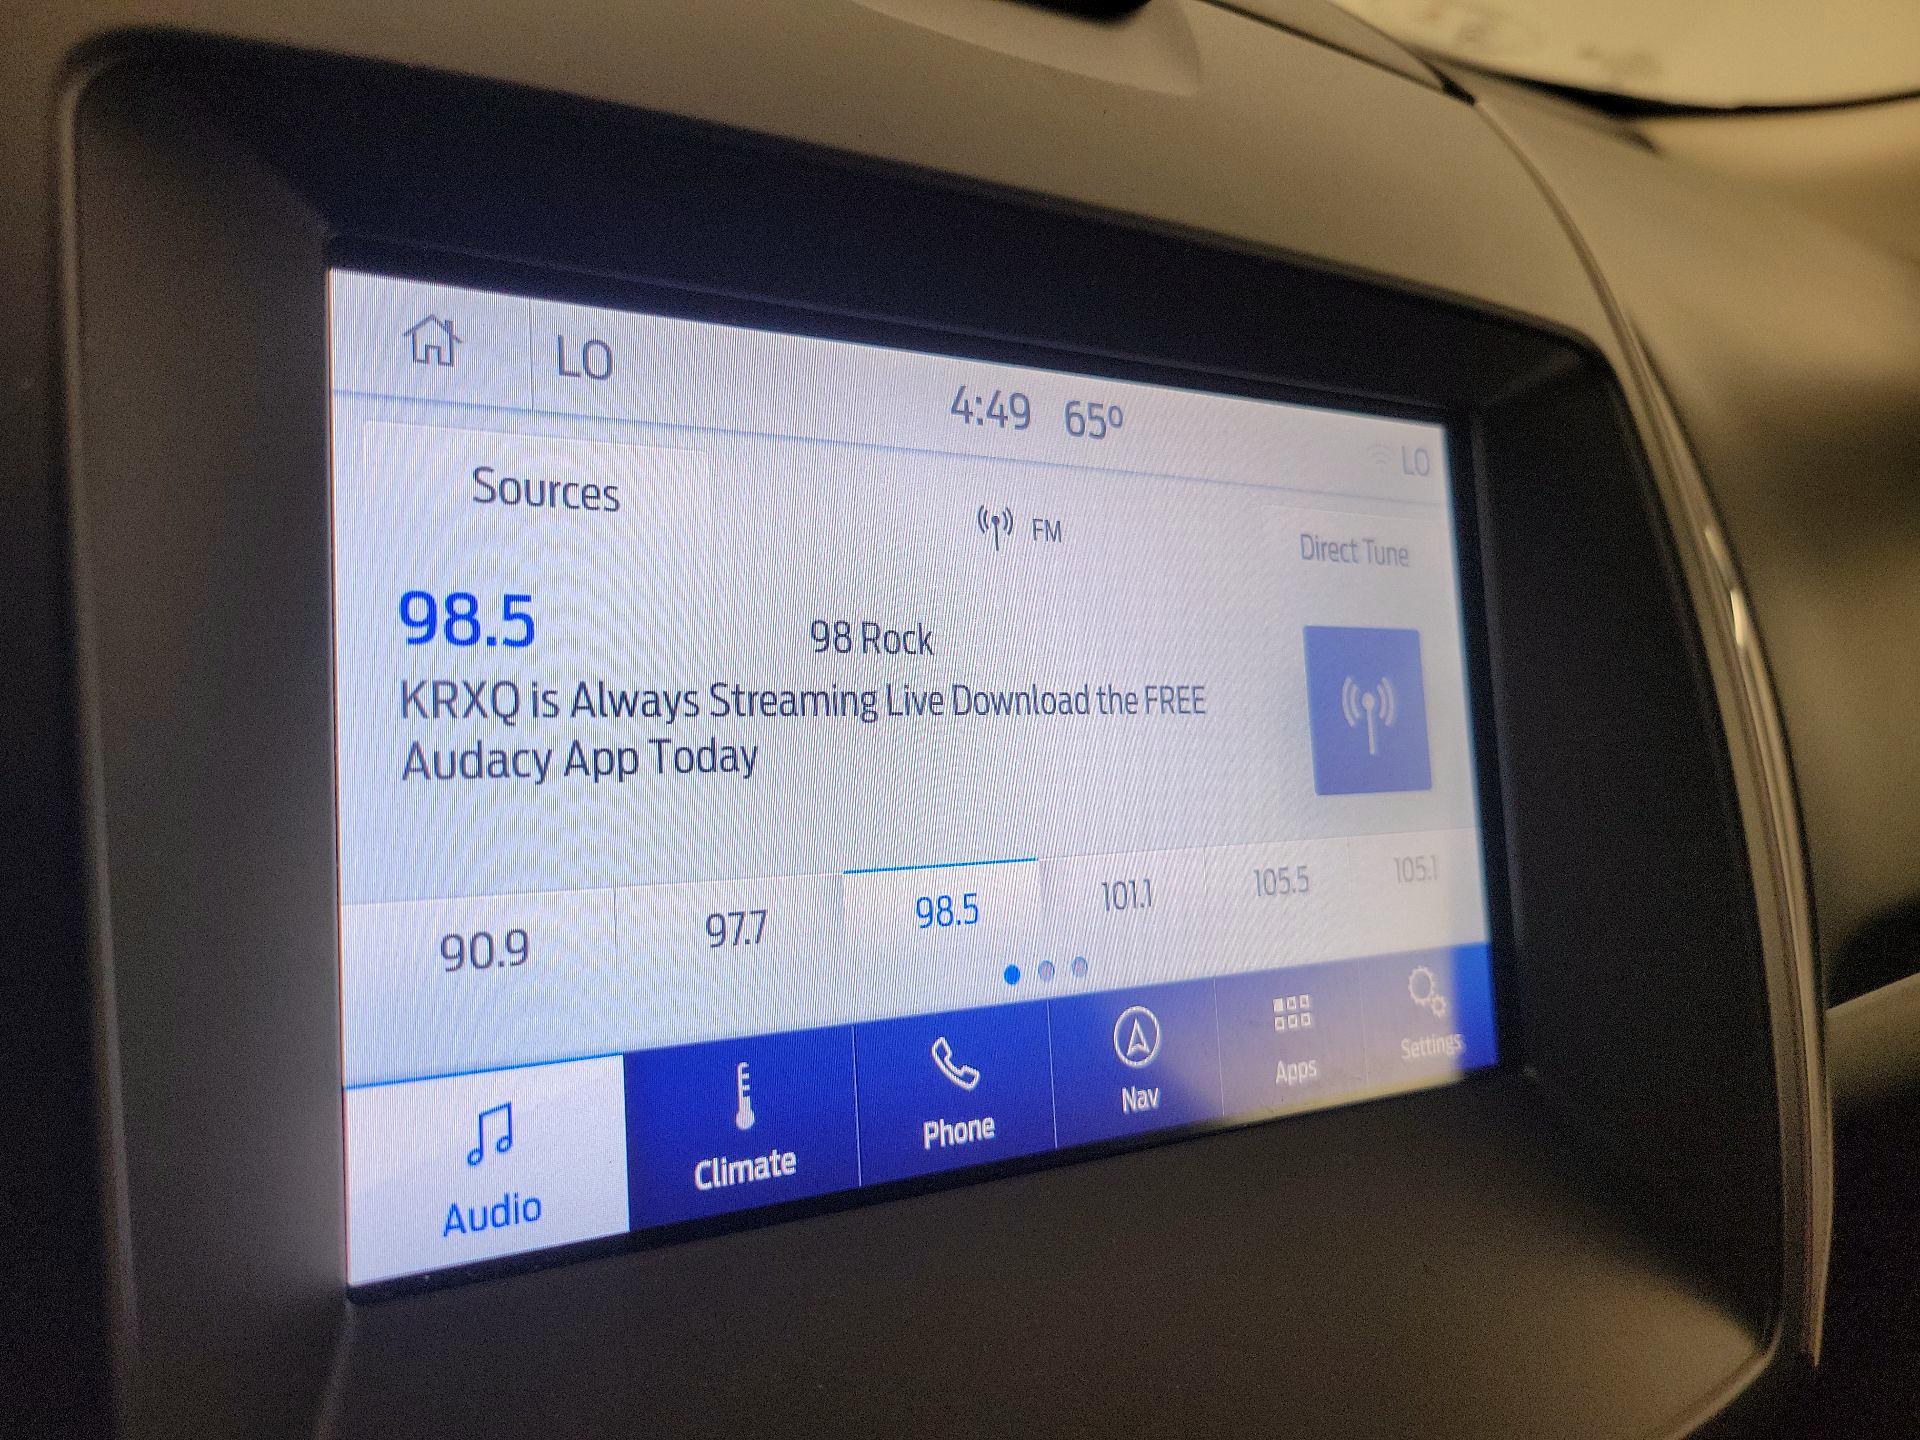 LO 4:49 65° LO
Sources FM Direct Tune
98.5 98 Rock
KRXQ is Always Streaming Live Download the FREE
Audacy App Today
90.9 97.7 98.5 101.1 105.5 105.1
Audio Climate Phone Nav Apps Settings